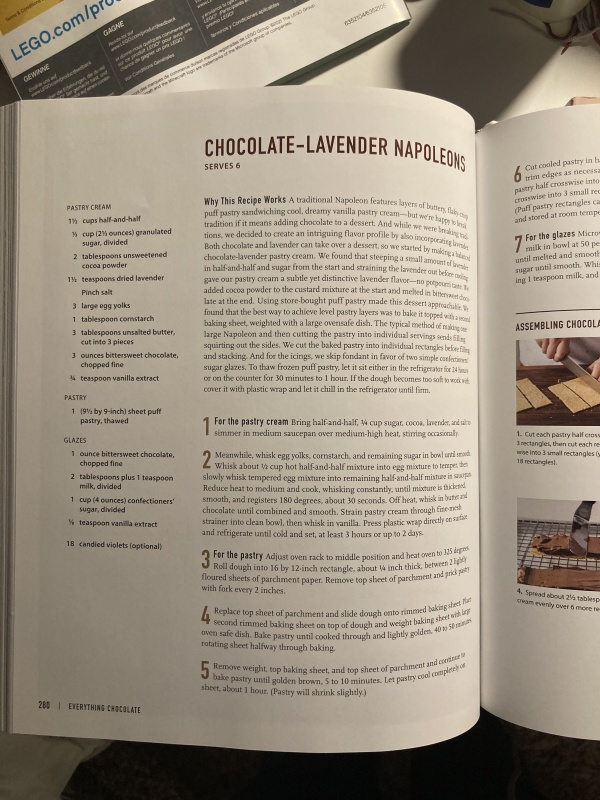 LEGO.com/pro
GEWINNE
GAGNE
CHOCOLATE–LAVENDER NAPOLEONS
SERVES 6
PASTRY CREAM
1½ cups half-and-half
sugar, divided
2 tablespoons unsweetened
cocoa powder
1½ teaspoons dried lavender
Pinch salt
3 large egg yolks
1 tablespoon cornstarch
3 tablespoons unsalted butter,
cut into 3 pieces
3 ounces bittersweet chocolate,
chopped fine
¾ teaspoon vanilla extract
PASTRY
1 (9½ by 9-inch) sheet puff
pastry, thawed
GLAZES
1 ounce bittersweet chocolate,
chopped fine
2 tablespoons plus 1 teaspoon
milk, divided
1 cup (4 ounces) confectioners'
sugar, divided
⅛ teaspoon vanilla extract
18 candied violets (optional)
Why This Recipe Works A traditional Napoleon features layers of buttery, flaky, crisp
puff pastry sandwiching cool, dreamy vanilla pastry cream—but we're happy to break
tradition if it means adding chocolate to a dessert. And while we were breaking tradi-
tions, we decided to create an intriguing flavor profile by also incorporating lavender.
Both chocolate and lavender can take over a dessert, so we started by making a balanced
chocolate-lavender pastry cream. We found that steeping a small amount of lavender
in half-and-half and sugar from the start and straining the lavender out before cooling
gave our pastry cream a subtle yet distinctive lavender flavor—no potpourri taste. We
added cocoa powder to the custard mixture at the start and melted in bittersweet choco-
late at the end. Using store-bought puff pastry made this dessert approachable. We
found that the best way to achieve level pastry layers was to bake it topped with a second
baking sheet, weighted with a large ovensafe dish. The typical method of making one
large Napoleon and then cutting the pastry into individual servings sends filling
squirting out the sides. We cut the baked pastry into individual rectangles before filling
and stacking. And for the icings, we skip fondant in favor of two simple confectioners'
sugar glazes. To thaw frozen puff pastry, let it sit either in the refrigerator for 24 hours
or on the counter for 30 minutes to 1 hour. If the dough becomes too soft to work with,
cover it with plastic wrap and let it chill in the refrigerator until firm.
1 For the pastry cream Bring half-and-half, ¼ cup sugar, cocoa, lavender, and salt to
simmer in medium saucepan over medium-high heat, stirring occasionally.
2 Meanwhile, whisk egg yolks, cornstarch, and remaining sugar in bowl until smooth.
Whisk about ½ cup hot half-and-half mixture into egg mixture to temper, then
slowly whisk tempered egg mixture into remaining half-and-half mixture in saucepan.
Reduce heat to medium and cook, whisking constantly, until mixture is thickened,
smooth, and registers 180 degrees, about 30 seconds. Off heat, whisk in butter and
chocolate until combined and smooth. Strain pastry cream through fine-mesh
strainer into clean bowl, then whisk in vanilla. Press plastic wrap directly on surface
and refrigerate until cold and set, at least 3 hours or up to 2 days.
3 For the pastry Adjust oven rack to middle position and heat oven to 325 degrees.
Roll dough into 16 by 12-inch rectangle, about ¼ inch thick, between 2 lightly
floured sheets of parchment paper. Remove top sheet of parchment and prick pastry
with fork every 2 inches.
4 Replace top sheet of parchment and slide dough onto rimmed baking sheet. Place
second rimmed baking sheet on top of dough and weight baking sheet with large
oven safe dish. Bake pastry until cooked through and lightly golden, 40 to 50 minutes,
rotating sheet halfway through baking.
5 Remove weight, top baking sheet, and top sheet of parchment and continue to
bake pastry until golden brown, 5 to 10 minutes. Let pastry cool completely on
sheet, about 1 hour. (Pastry will shrink slightly.)
280 | EVERYTHING CHOCOLATE
6 Cut cooled pastry in h
trim edges as necessa
pastry half crosswise into
crosswise into 3 small rec
(Puff pastry rectangles ca
and stored at room tempe
7 For the glazes Microw
milk in bowl at 50 pe
until melted and smooth
sugar until smooth. Whis
ing 1 teaspoon milk, and
ASSEMBLING CHOCOLA
1. Cut each pastry half cross
3 rectangles, then cut each re
wise into 3 small rectangles (y
18 rectangles).
4. Spread about 2½ tablesp
cream evenly over 6 more re